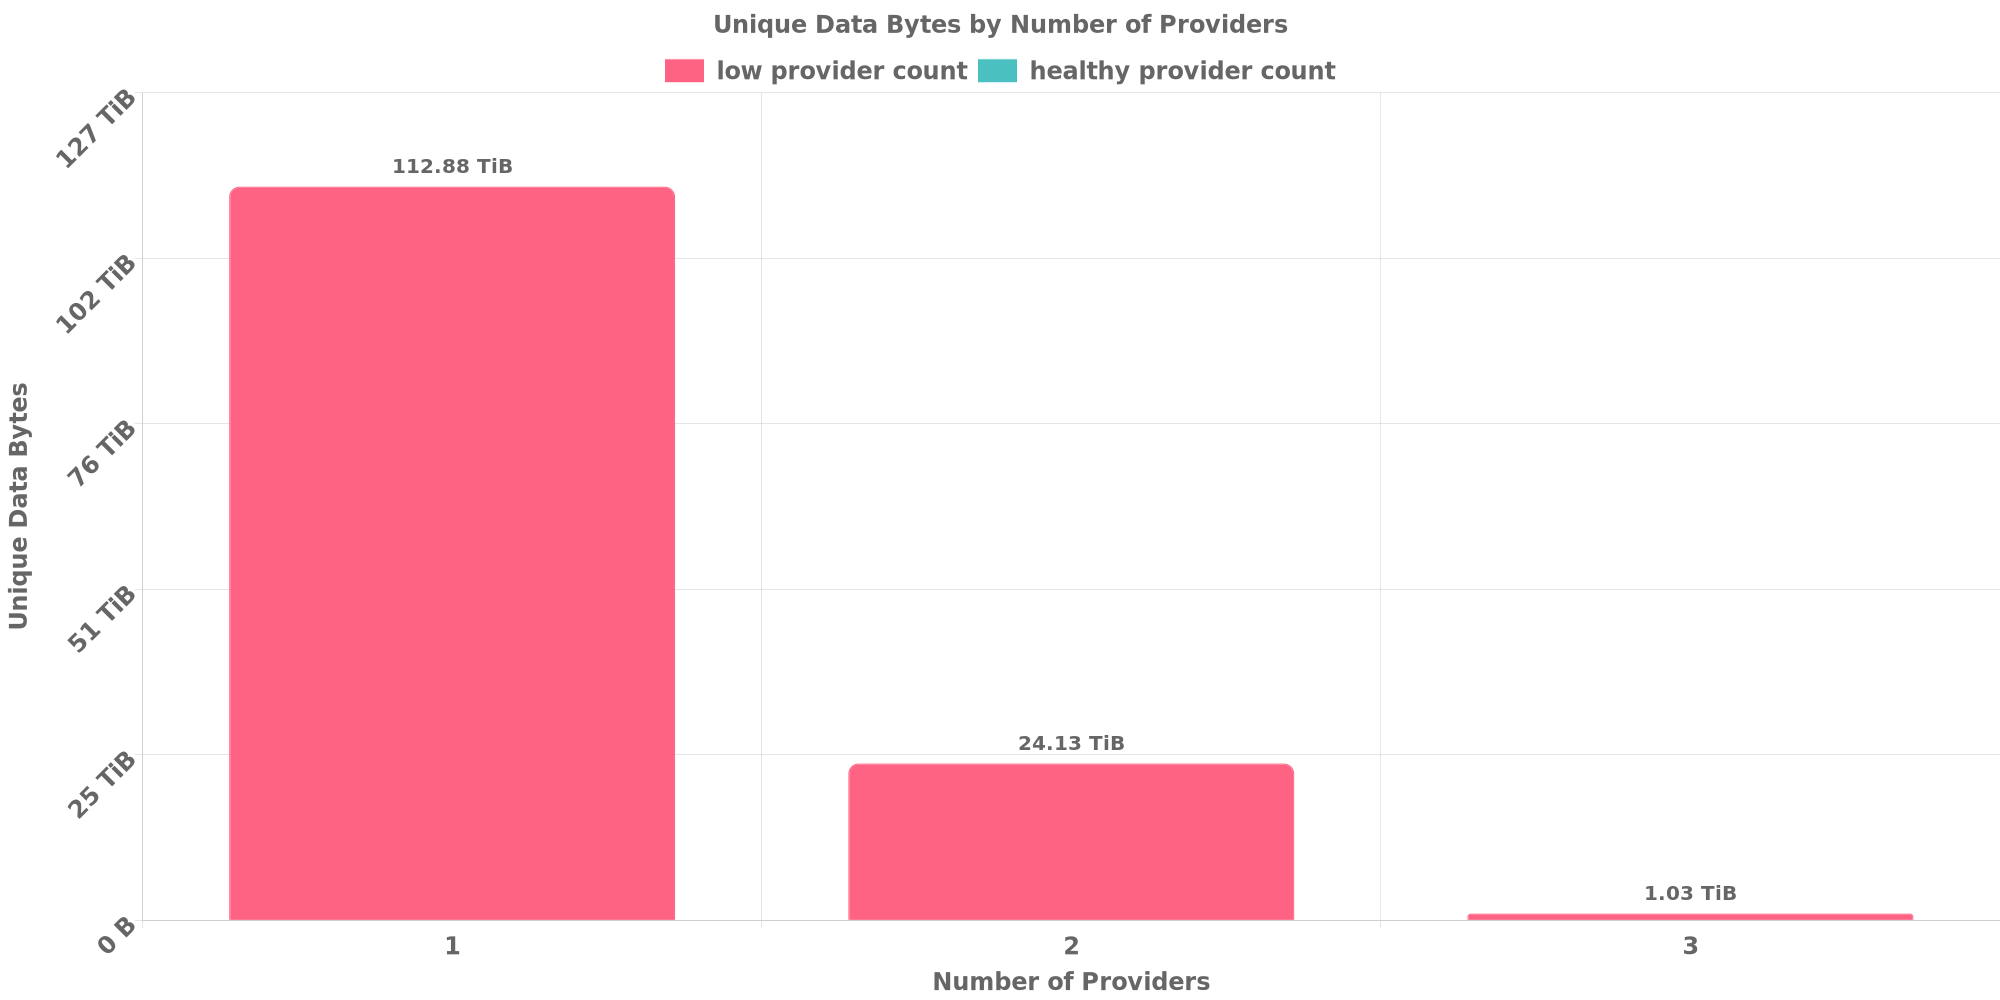 Unique Data Bytes by Number of Providers
low provider count healthy provider count
127 TiB
112.88 TiB
102 TiB
76 TiB
Unique Data Bytes
51 TiB
24.13 TiB
25 TiB
1.03 TiB
0 B
1 2 3
Number of Providers